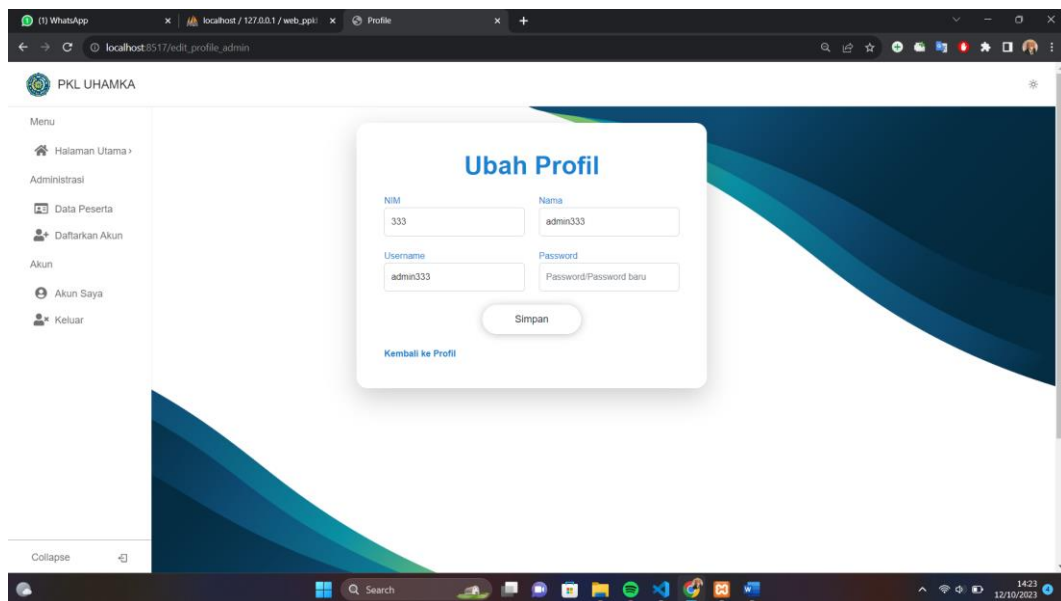 (1) WhatsApp
localhost / 127.0.0.1 / web_ppkl
Profile
localhost:8517/edit_profile_admin
PKL UHAMKA
Menu
Halaman Utama
Administrasi
Data Peserta
Daftarkan Akun
Akun
Akun Saya
Keluar
Ubah Profil
NIM
Nama
333
admin333
Username
Password
admin333
Password/Password baru
Simpan
Kembali ke Profil
Collapse
Search
14:23
12/10/2023